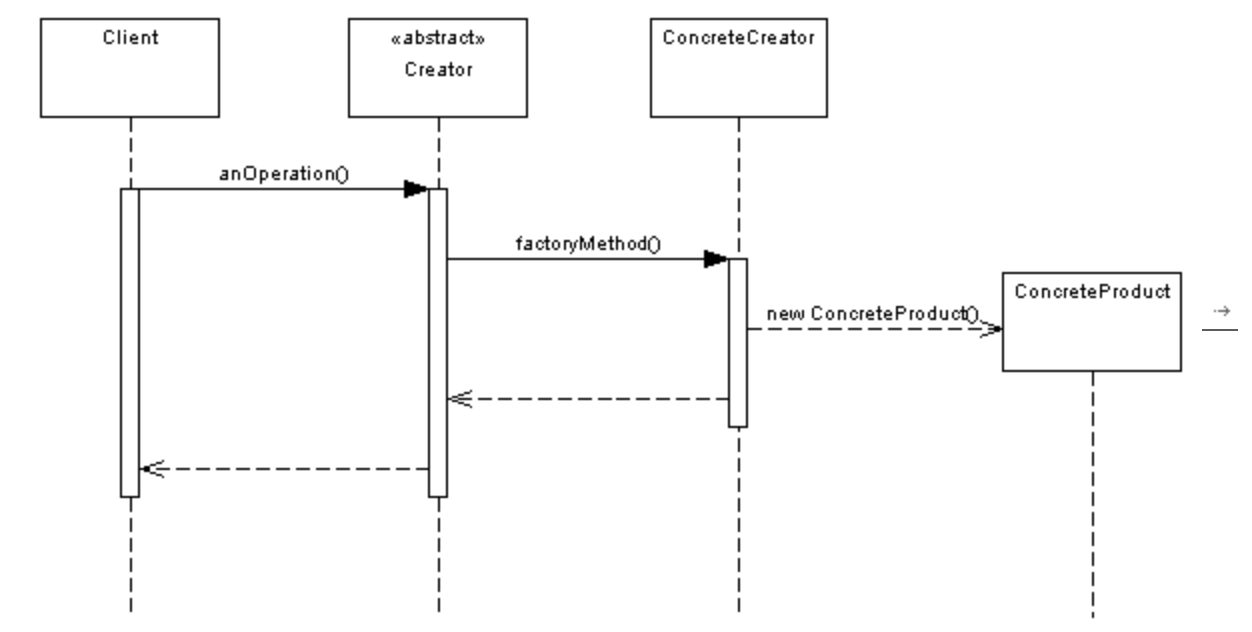 Client
«abstract»
Creator
ConcreteCreator
anOperation()
factoryMethod()
ConcreteProduct
new ConcreteProduct()